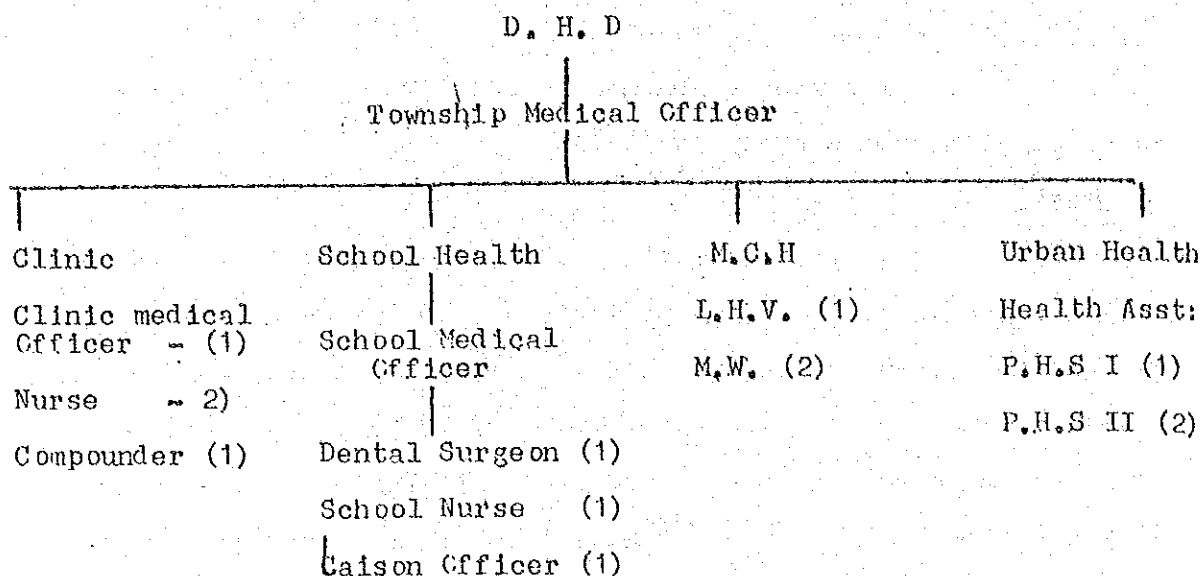 D. H. D
Township Medical Officer
Clinic
Clinic medical
Officer - (1)
Nurse - 2)
Compounder (1)
School Health
School Medical
Officer
Dental Surgeon (1)
School Nurse (1)
Liaison Officer (1)
M.C.H
L.H.V. (1)
M.W. (2)
Urban Health
Health Asst:
P.H.S I (1)
P.H.S II (2)